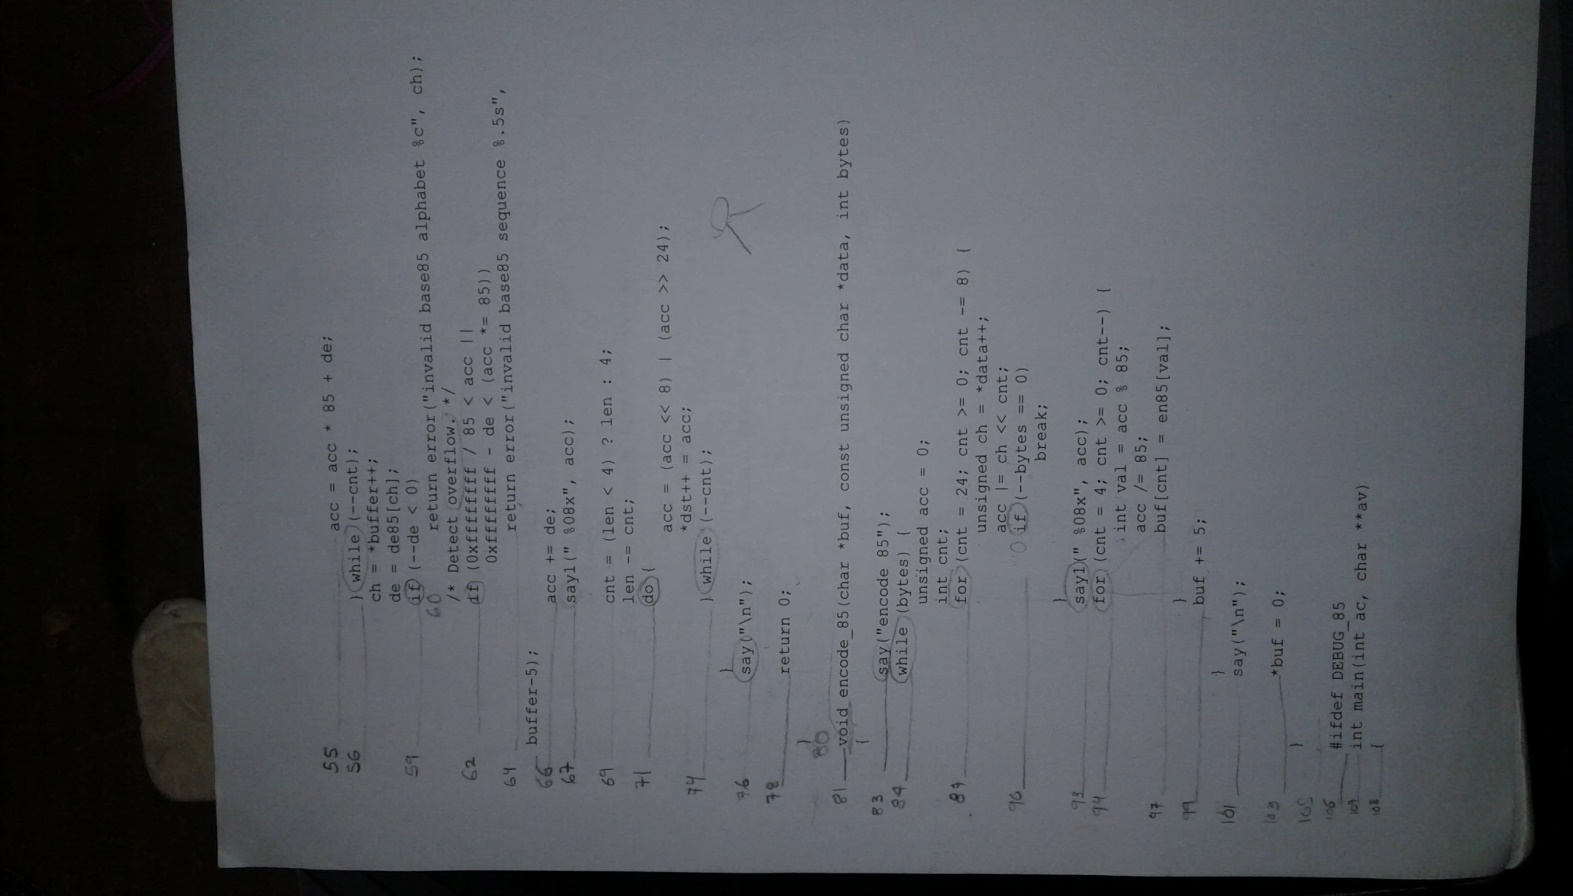 55 acc = acc * 85 + de;
56 } while (--cnt);
ch = *buffer++;
de = de85[ch];
59 if (--de < 0)
60 return error("invalid base85 alphabet %c", ch);
/* Detect overflow. */
62 if (0xffffffff / 85 < acc ||
0xffffffff - de < (acc *= 85))
64 return error("invalid base85 sequence %.5s",
buffer-5);
66 acc += de;
67 say1(" %08x", acc);
69 cnt = (len < 4) ? len : 4;
len -= cnt;
71 do {
acc = (acc << 8) | (acc >> 24);
*dst++ = acc;
74 } while (--cnt);
}
76 say("\n");
78 return 0;
80 }
81 void encode_85(char *buf, const unsigned char *data, int bytes)
{
83 say("encode 85");
84 while (bytes) {
unsigned acc = 0;
int cnt;
87 for (cnt = 24; cnt >= 0; cnt -= 8) {
unsigned ch = *data++;
acc |= ch << cnt;
90 if (--bytes == 0)
break;
}
93 say1(" %08x", acc);
94 for (cnt = 4; cnt >= 0; cnt--) {
int val = acc % 85;
acc /= 85;
97 buf[cnt] = en85[val];
}
99 buf += 5;
}
101 say("\n");
103 *buf = 0;
105 }
106 #ifdef DEBUG_85
107 int main(int ac, char **av)
108 {